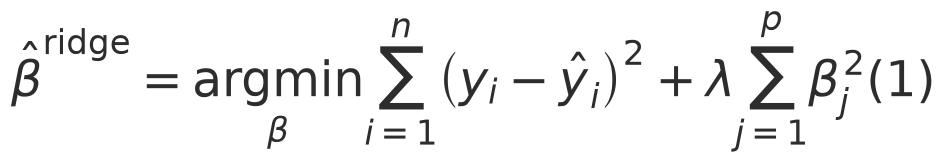 β̂^ridge = argmin_β ∑_{i=1}^{n} (y_i − ŷ_i)^2 + λ ∑_{j=1}^{p} β_j^2(1)